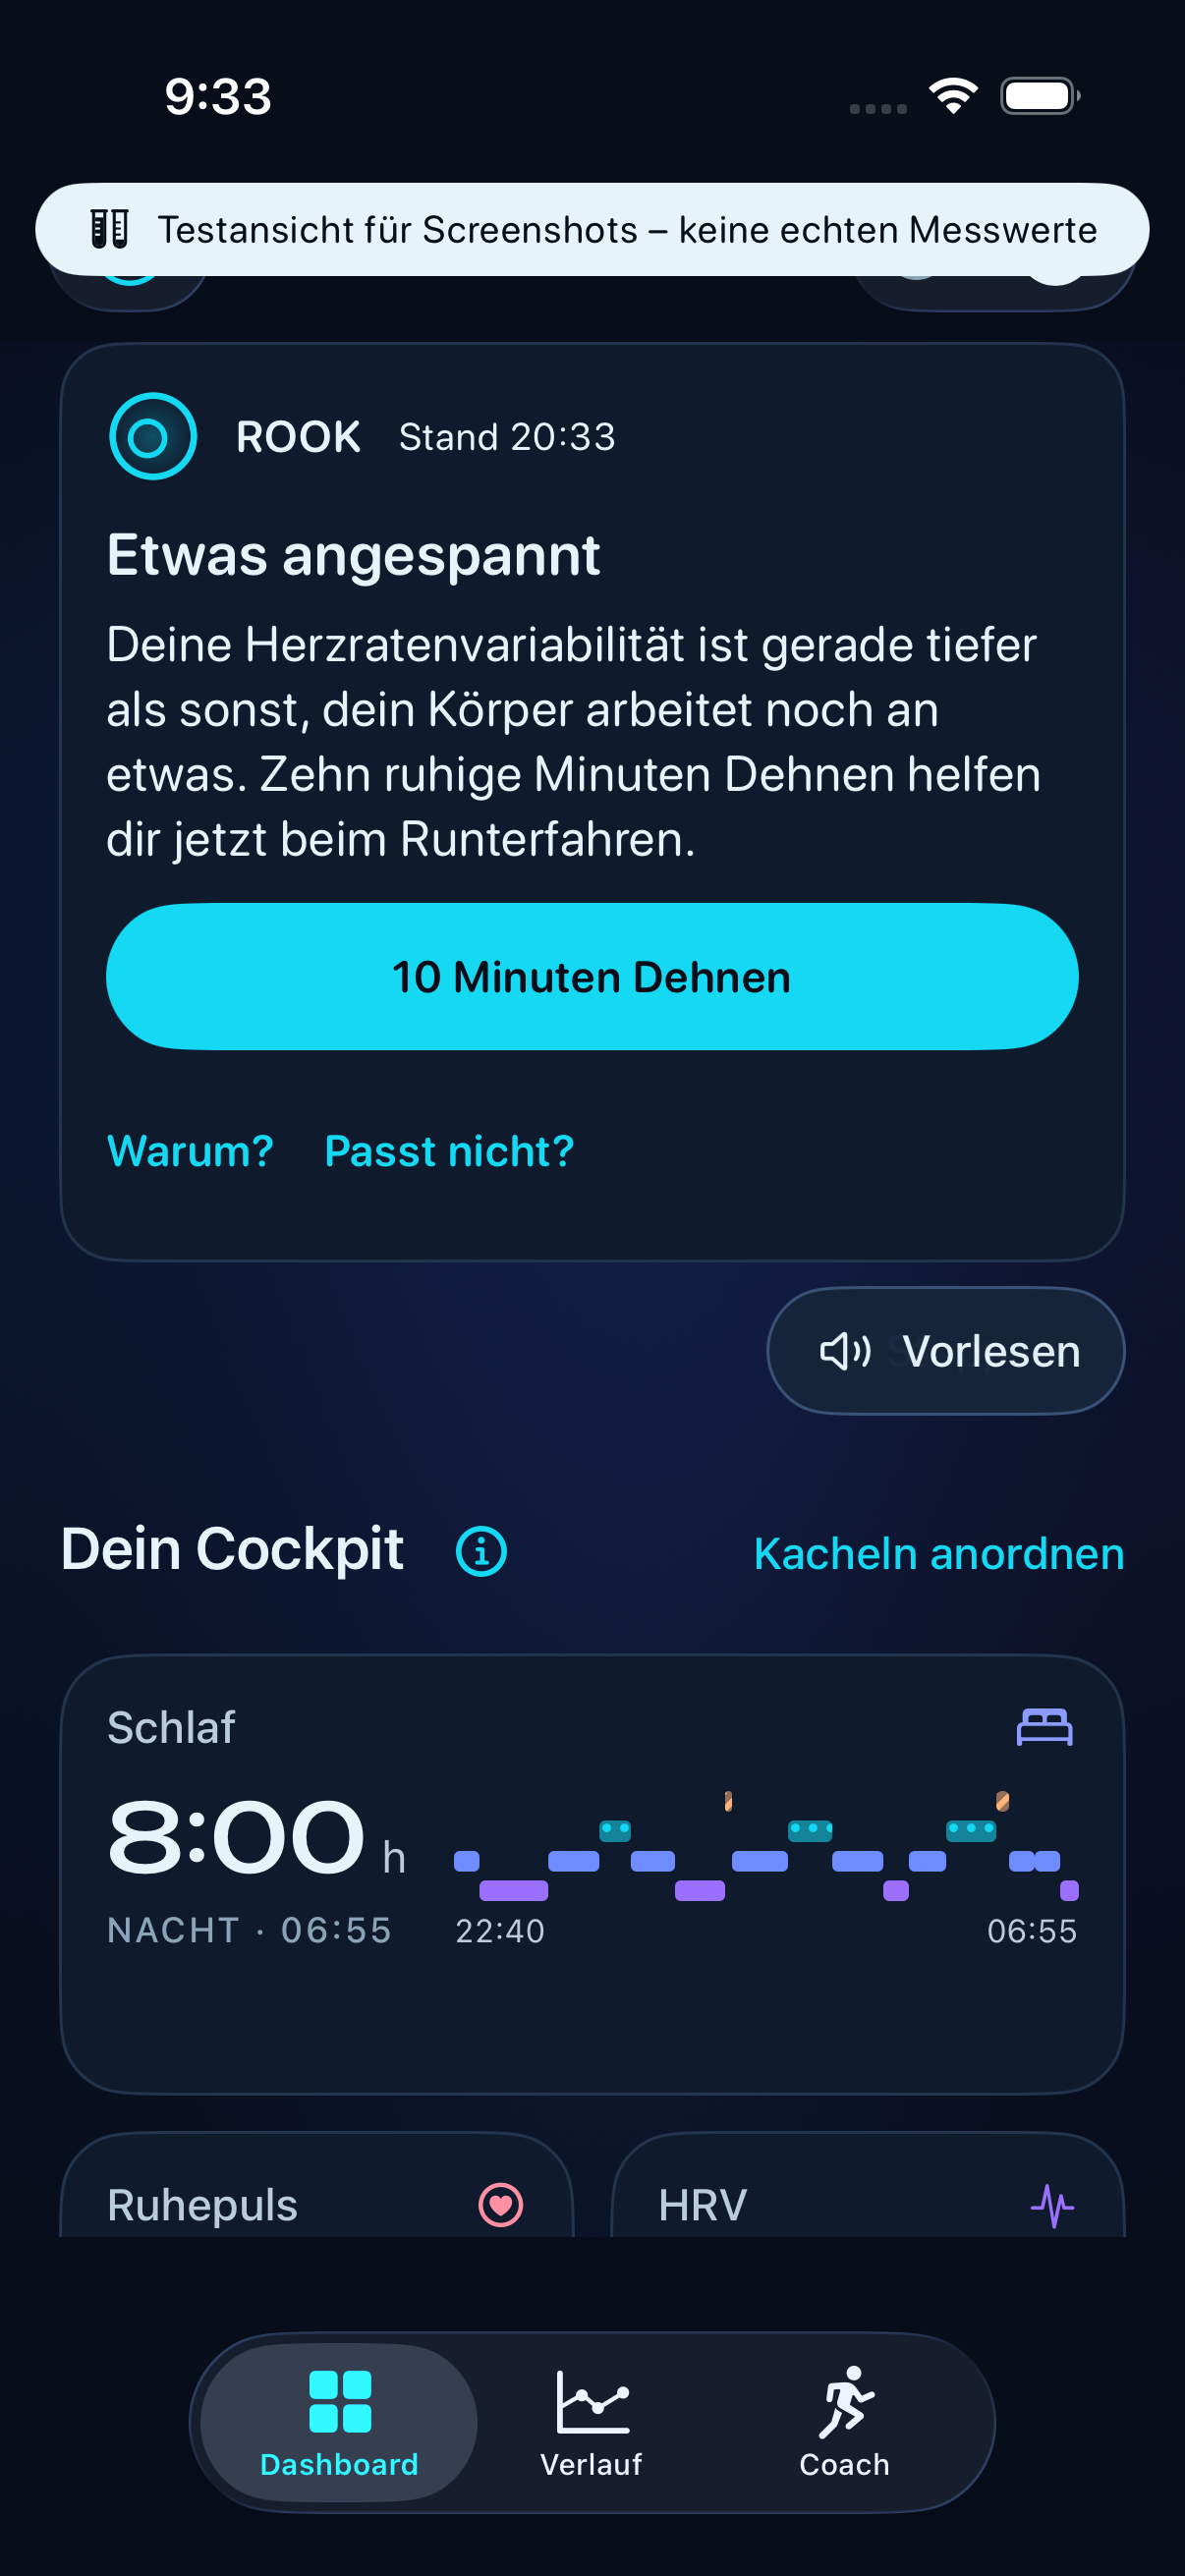 9:33
Testansicht für Screenshots – keine echten Messwerte
ROOK Stand 20:33
Etwas angespannt
Deine Herzratenvariabilität ist gerade tiefer
als sonst, dein Körper arbeitet noch an
etwas. Zehn ruhige Minuten Dehnen helfen
dir jetzt beim Runterfahren.
10 Minuten Dehnen
Warum? Passt nicht?
Vorlesen
Dein Cockpit Kacheln anordnen
Schlaf
8:00 h
NACHT · 06:55
22:40 06:55
Ruhepuls HRV
Dashboard Verlauf Coach